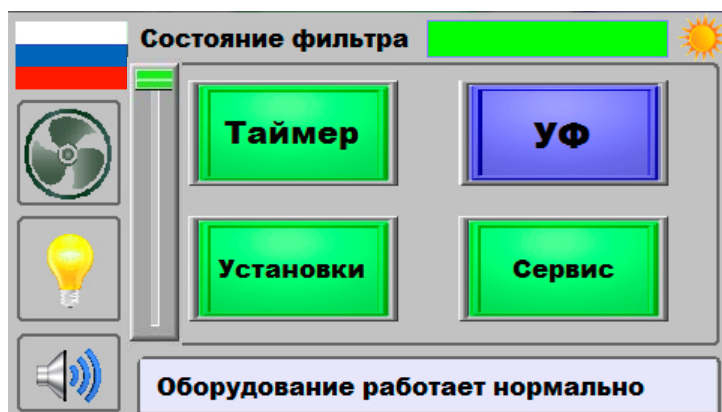 Состояние фильтра
Таймер
УФ
Установки
Сервис
Оборудование работает нормально